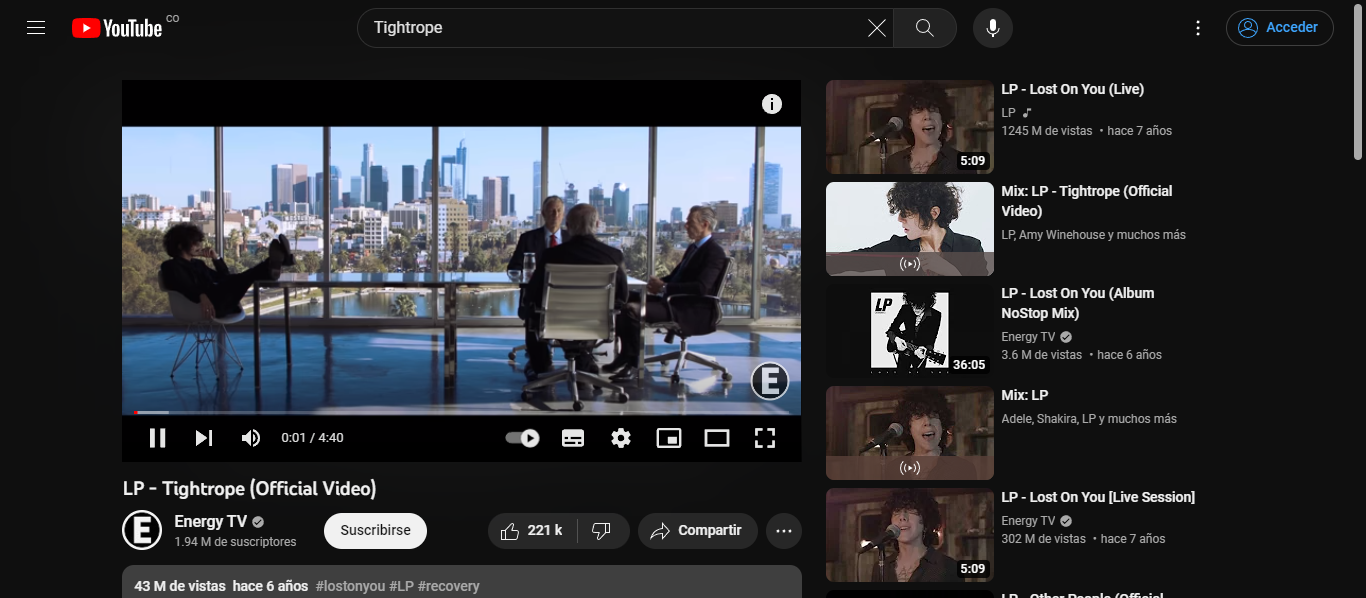 YouTube CO
Tightrope
Acceder
i
E
0:01 / 4:40
LP - Tightrope (Official Video)
E
Energy TV
1.94 M de suscriptores
Suscribirse
221 k
Compartir
43 M de vistas hace 6 años #lostonyou #LP #recovery
5:09
LP - Lost On You (Live)
LP
1245 M de vistas • hace 7 años
Mix: LP - Tightrope (Official
Video)
LP, Amy Winehouse y muchos más
LP
36:05
LP - Lost On You (Album
NoStop Mix)
Energy TV
3.6 M de vistas • hace 6 años
Mix: LP
Adele, Shakira, LP y muchos más
5:09
LP - Lost On You [Live Session]
Energy TV
302 M de vistas • hace 7 años
LP - Other People (Official